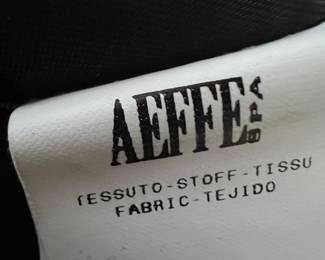 AEFFE SPA
TESSUTO-STOFF-TISSU
FABRIC-TEJIDO